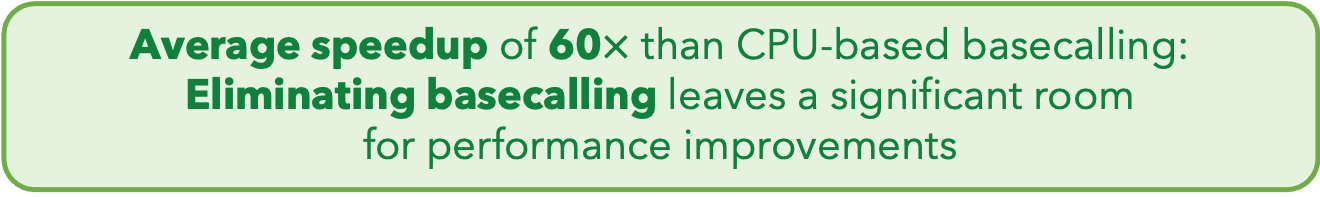 Average speedup of 60× than CPU-based basecalling:
Eliminating basecalling leaves a significant room
for performance improvements